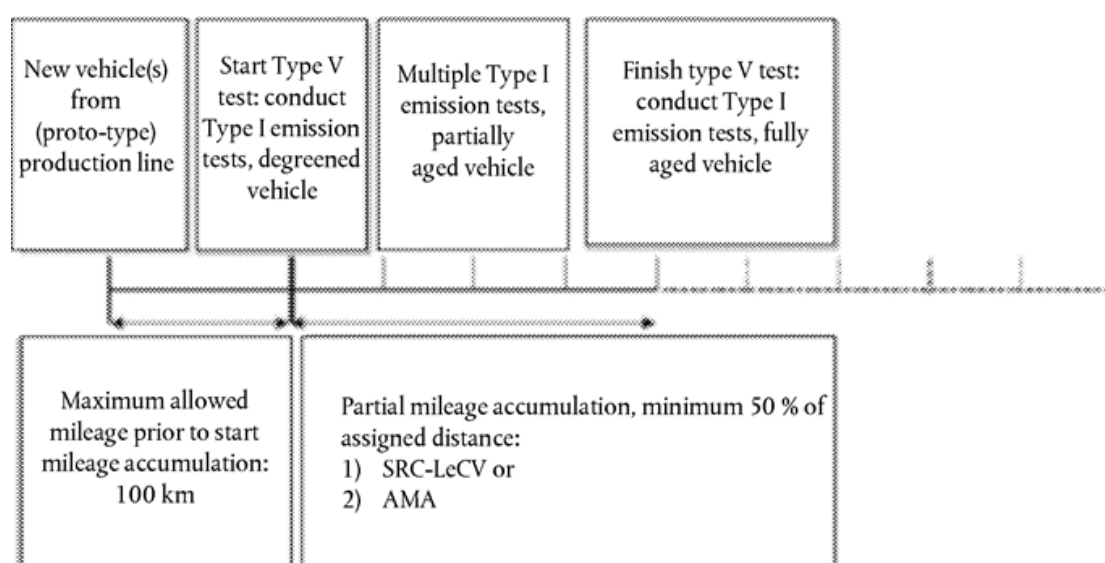 New vehicle(s)
from
(proto-type)
production line
Start Type V
test: conduct
Type I emission
tests, degreened
vehicle
Multiple Type I
emission tests,
partially
aged vehicle
Finish type V test:
conduct Type I
emission tests, fully
aged vehicle
Maximum allowed
mileage prior to start
mileage accumulation:
100 km
Partial mileage accumulation, minimum 50 % of
assigned distance:
1) SRC-LeCV or
2) AMA